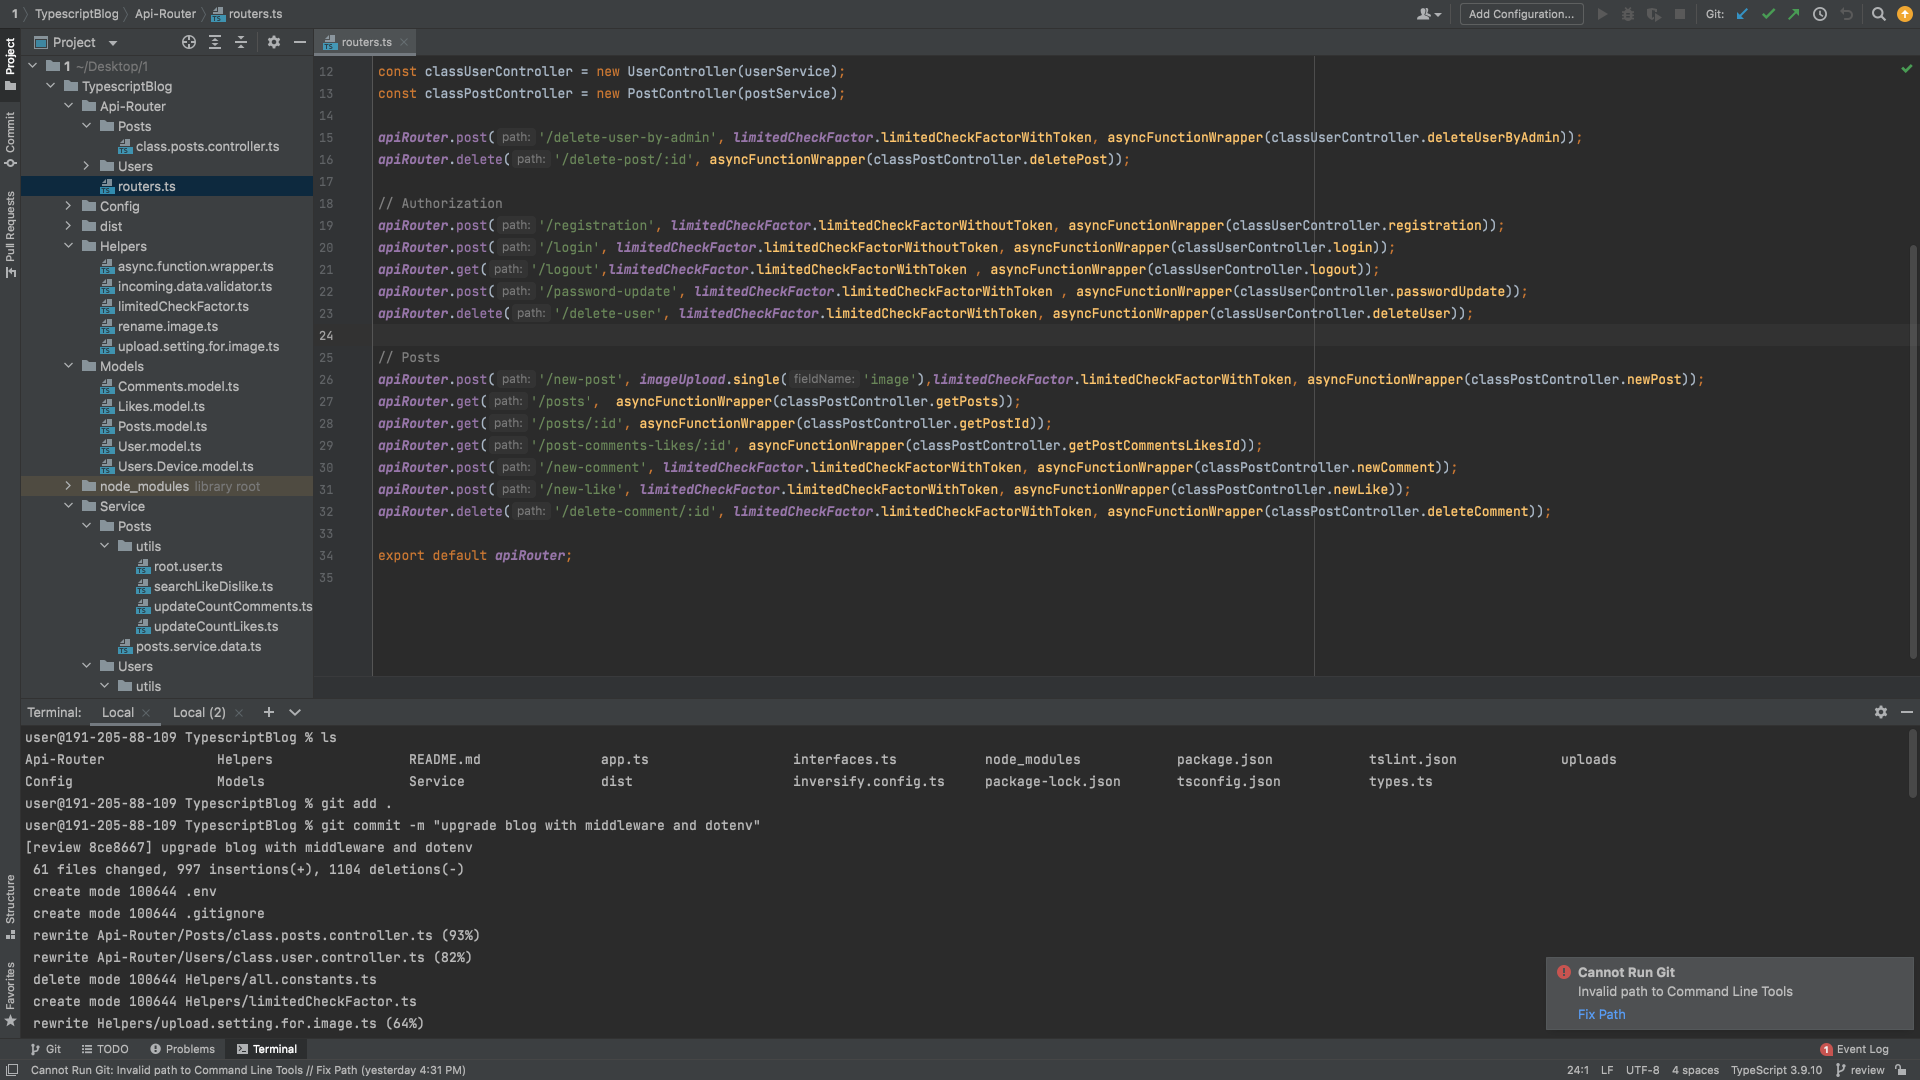 1 TypescriptBlog Api-Router routers.ts
Add Configuration... Git:
Project
routers.ts
1 ~/Desktop/1
TypescriptBlog
Api-Router
Posts
class.posts.controller.ts
Users
routers.ts
Config
dist
Helpers
async.function.wrapper.ts
incoming.data.validator.ts
limitedCheckFactor.ts
rename.image.ts
upload.setting.for.image.ts
Models
Comments.model.ts
Likes.model.ts
Posts.model.ts
User.model.ts
Users.Device.model.ts
node_modules library root
Service
Posts
utils
root.user.ts
searchLikeDislike.ts
updateCountComments.ts
updateCountLikes.ts
posts.service.data.ts
Users
utils
Project
Commit
Pull Requests
Structure
Favorites
12 const classUserController = new UserController(userService);
13 const classPostController = new PostController(postService);
14
15 apiRouter.post( path: '/delete-user-by-admin', limitedCheckFactor.limitedCheckFactorWithToken, asyncFunctionWrapper(classUserController.deleteUserByAdmin));
16 apiRouter.delete( path: '/delete-post/:id', asyncFunctionWrapper(classPostController.deletePost));
17
18 // Authorization
19 apiRouter.post( path: '/registration', limitedCheckFactor.limitedCheckFactorWithoutToken, asyncFunctionWrapper(classUserController.registration));
20 apiRouter.post( path: '/login', limitedCheckFactor.limitedCheckFactorWithoutToken, asyncFunctionWrapper(classUserController.login));
21 apiRouter.get( path: '/logout',limitedCheckFactor.limitedCheckFactorWithToken , asyncFunctionWrapper(classUserController.logout));
22 apiRouter.post( path: '/password-update', limitedCheckFactor.limitedCheckFactorWithToken , asyncFunctionWrapper(classUserController.passwordUpdate));
23 apiRouter.delete( path: '/delete-user', limitedCheckFactor.limitedCheckFactorWithToken, asyncFunctionWrapper(classUserController.deleteUser));
24
25 // Posts
26 apiRouter.post( path: '/new-post', imageUpload.single( fieldName: 'image'),limitedCheckFactor.limitedCheckFactorWithToken, asyncFunctionWrapper(classPostController.newPost));
27 apiRouter.get( path: '/posts',  asyncFunctionWrapper(classPostController.getPosts));
28 apiRouter.get( path: '/posts/:id', asyncFunctionWrapper(classPostController.getPostId));
29 apiRouter.get( path: '/post-comments-likes/:id', asyncFunctionWrapper(classPostController.getPostCommentsLikesId));
30 apiRouter.post( path: '/new-comment', limitedCheckFactor.limitedCheckFactorWithToken, asyncFunctionWrapper(classPostController.newComment));
31 apiRouter.post( path: '/new-like', limitedCheckFactor.limitedCheckFactorWithToken, asyncFunctionWrapper(classPostController.newLike));
32 apiRouter.delete( path: '/delete-comment/:id', limitedCheckFactor.limitedCheckFactorWithToken, asyncFunctionWrapper(classPostController.deleteComment));
33
34 export default apiRouter;
35
Terminal: Local Local (2)
user@191-205-88-109 TypescriptBlog % ls
Api-Router Helpers README.md app.ts interfaces.ts node_modules package.json tslint.json uploads
Config Models Service dist inversify.config.ts package-lock.json tsconfig.json types.ts
user@191-205-88-109 TypescriptBlog % git add .
user@191-205-88-109 TypescriptBlog % git commit -m "upgrade blog with middleware and dotenv"
[review 8ce8667] upgrade blog with middleware and dotenv
61 files changed, 997 insertions(+), 1104 deletions(-)
create mode 100644 .env
create mode 100644 .gitignore
rewrite Api-Router/Posts/class.posts.controller.ts (93%)
rewrite Api-Router/Users/class.user.controller.ts (82%)
delete mode 100644 Helpers/all.constants.ts
create mode 100644 Helpers/limitedCheckFactor.ts
rewrite Helpers/upload.setting.for.image.ts (64%)
Cannot Run Git
Invalid path to Command Line Tools
Fix Path
Git TODO Problems Terminal 1 Event Log
Cannot Run Git: Invalid path to Command Line Tools // Fix Path (yesterday 4:31 PM) 24:1 LF UTF-8 4 spaces TypeScript 3.9.10 review